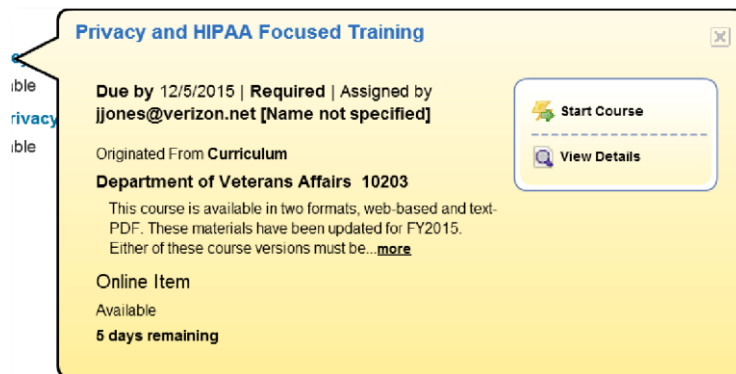 Privacy and HIPAA Focused Training
able
rivacy
able
Due by 12/5/2015 | Required | Assigned by
jjones@verizon.net [Name not specified]
Originated From Curriculum
Department of Veterans Affairs 10203
This course is available in two formats, web-based and text-
PDF. These materials have been updated for FY2015.
Either of these course versions must be...more
Online Item
Available
5 days remaining
Start Course
View Details